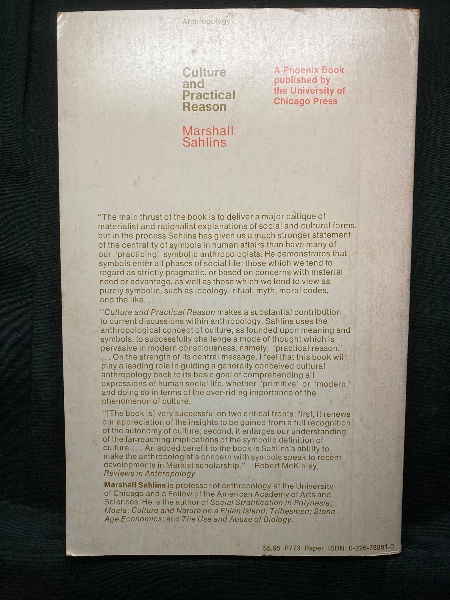 Anthropology
Culture
and
Practical
Reason
Marshall
Sahlins
A Phoenix Book
published by
the University of
Chicago Press
"The main thrust of the book is to deliver a major critique of
materialist and rationalist explanations of social and cultural forms,
but in the process Sahlins has given us a much stronger statement
of the centrality of symbols in human affairs than have many of
our 'practicing' symbolic anthropologists. He demonstrates that
symbols enter all phases of social life: those which we tend to
regard as strictly pragmatic, or based on concerns with material
need or advantage, as well as those which we tend to view as
purely symbolic, such as ideology, ritual, myth, moral codes,
and the like. . . .
"Culture and Practical Reason makes a substantial contribution
to current discussions within anthropology. Sahlins uses the
anthropological concept of culture, as founded upon meaning and
symbols, to successfully challenge a mode of thought which is
pervasive in modern consciousness, namely, 'practical reason.'
. . . On the strength of its central message, I feel that this book will
play a leading role in guiding a generally conceived cultural
anthropology back to its basic goal of comprehending all
expressions of human social life, whether 'primitive' or 'modern,'
and doing so in terms of the over-riding importance of the
phenomenon of culture.
"[The book is] very successful on two critical fronts: first, it renews
our appreciation of the insights to be gained from a full recognition
of the autonomy of culture; second, it enlarges our understanding
of the far-reaching implications of the symbolic definition of
culture. . . . An added benefit to the book is Sahlins's ability to
make the anthropologist's concern with symbols speak to recent
developments in Marxist scholarship."—Robert McKinley,
Reviews in Anthropology
Marshall Sahlins is professor of anthropology at the University
of Chicago and a Fellow of the American Academy of Arts and
Sciences. He is the author of Social Stratification in Polynesia;
Moala: Culture and Nature on a Fijian Island; Tribesmen; Stone
Age Economics; and The Use and Abuse of Biology.
$5.95 P773 Paper ISBN: 0-226-73361-0